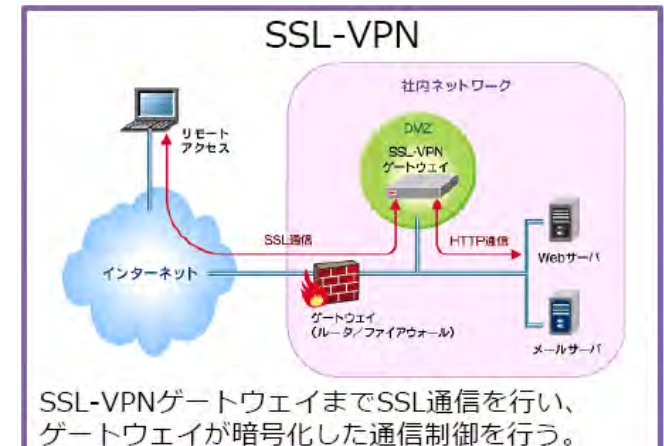 SSL-VPN
社内ネットワーク
リモート
アクセス
DMZ
SSL-VPN
ゲートウェイ
SSL通信
HTTP通信
Webサーバ
インターネット
ゲートウェイ
(ルータ/ファイアウォール)
メールサーバ
SSL-VPNゲートウェイまでSSL通信を行い、
ゲートウェイが暗号化した通信制御を行う。